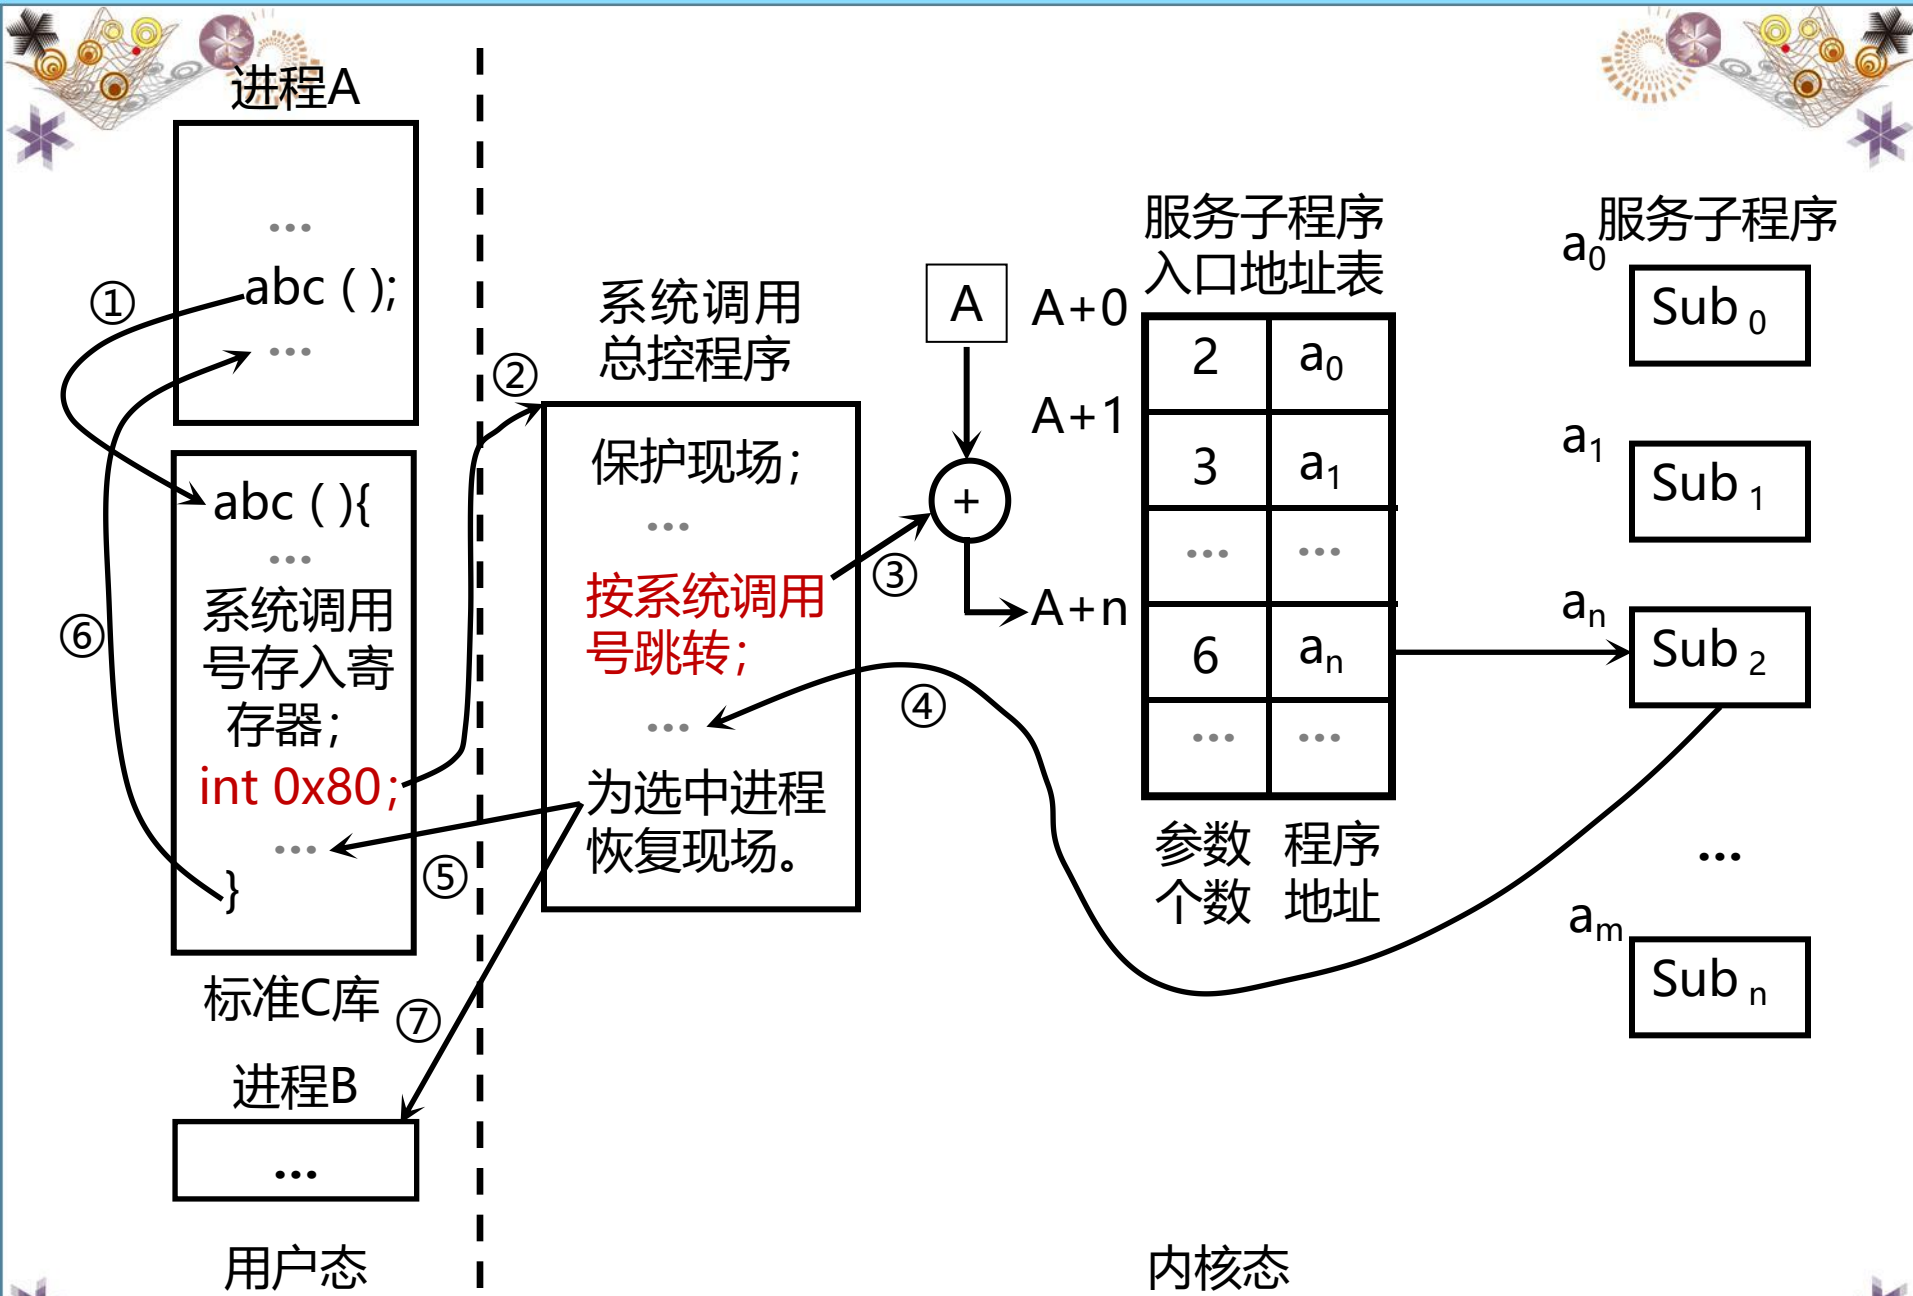 进程A
...
abc ( );
...
①
abc ( ){
...
系统调用
号存入寄
存器；
int 0x80；
...
}
⑥
标准C库
进程B
...
用户态
②
⑤
⑦
系统调用
总控程序
保护现场；
...
按系统调用
号跳转；
...
为选中进程
恢复现场。
③
④
A
+
A+0
A+1
A+n
服务子程序
入口地址表
2 a0
3 a1
... ...
6 an
... ...
参数 程序
个数 地址
内核态
服务子程序
a0
Sub 0
a1
Sub 1
an
Sub 2
...
am
Sub n